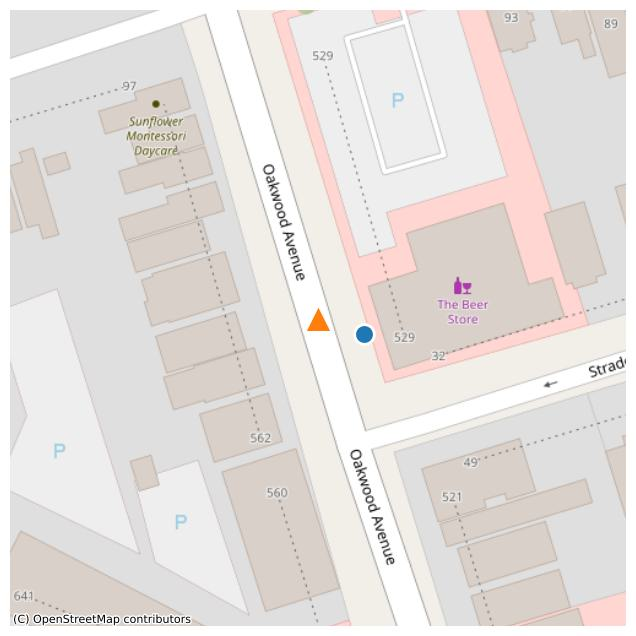 93
89
529
P
97
Sunflower
Montessori
Daycare
Oakwood Avenue
The Beer
Store
529
32
562
P
560
P
49
521
Oakwood Avenue
641
(C) OpenStreetMap contributors